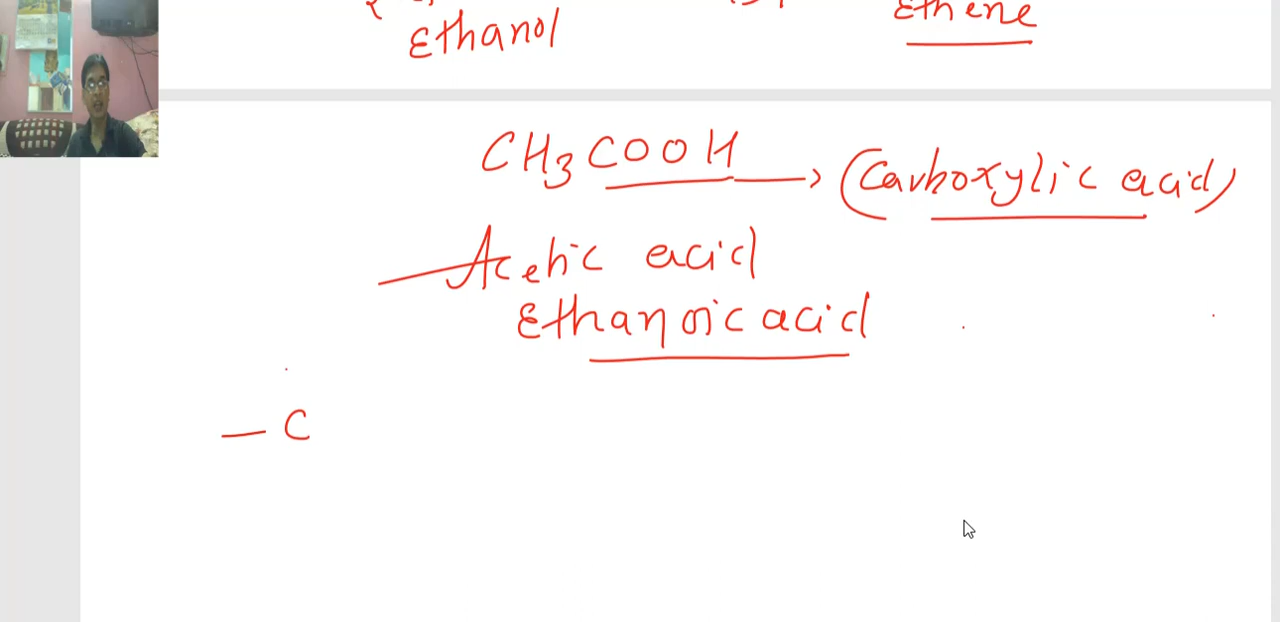 Ethanol Ethene
CH3COOH → (Carboxylic acid)
Acetic acid
Ethanoic acid
— C